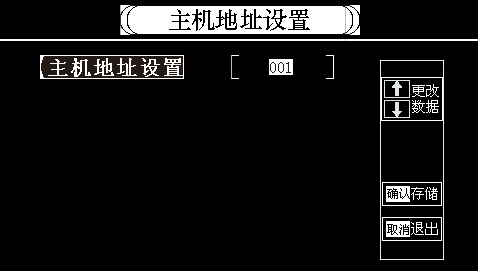 主机地址设置
主机地址设置 [ 001 ]
↑ 更改
↓ 数据
确认存储
取消退出